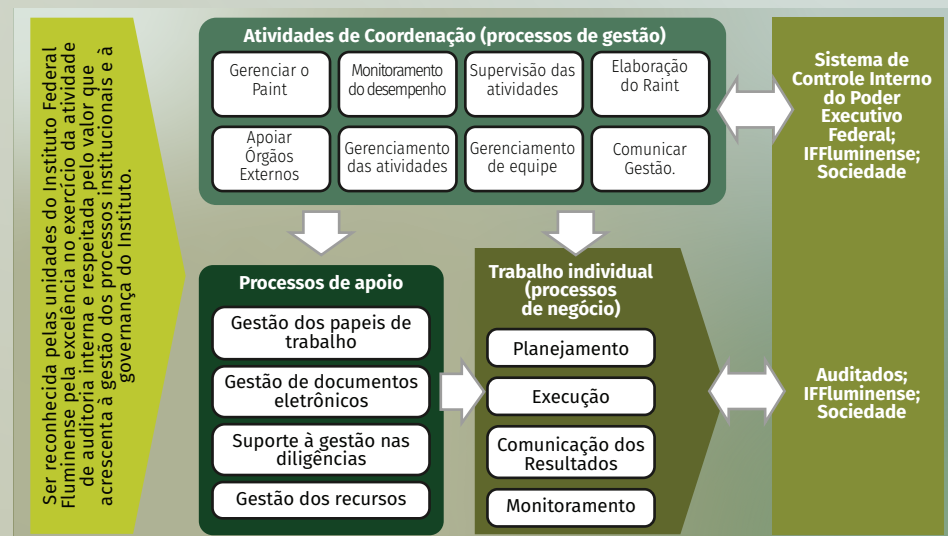 Ser reconhecida pelas unidades do Instituto Federal
Fluminense pela excelência no exercício da atividade
de auditoria interna e respeitada pelo valor que
acrescenta à gestão dos processos institucionais e à
governança do Instituto.
Atividades de Coordenação (processos de gestão)
Gerenciar o
Paint
Monitoramento
do desempenho
Supervisão das
atividades
Elaboração
do Raint
Apoiar
Órgãos
Externos
Gerenciamento
das atividades
Gerenciamento
de equipe
Comunicar
Gestão.
Sistema de
Controle Interno
do Poder
Executivo
Federal;
IFFluminense;
Sociedade
Processos de apoio
Gestão dos papeis de
trabalho
Gestão de documentos
eletrônicos
Suporte à gestão nas
diligências
Gestão dos recursos
Trabalho individual
(processos
de negócio)
Planejamento
Execução
Comunicação dos
Resultados
Monitoramento
Auditados;
IFFluminense;
Sociedade